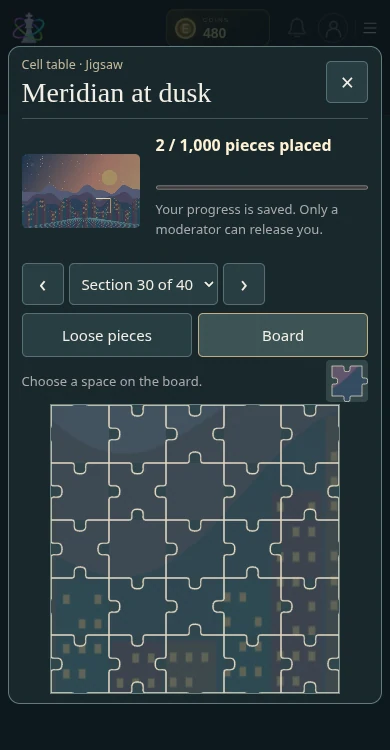 COINS
480
Cell table · Jigsaw
Meridian at dusk
×
2 / 1,000 pieces placed
Your progress is saved. Only a
moderator can release you.
‹ Section 30 of 40 ›
Loose pieces Board
Choose a space on the board.